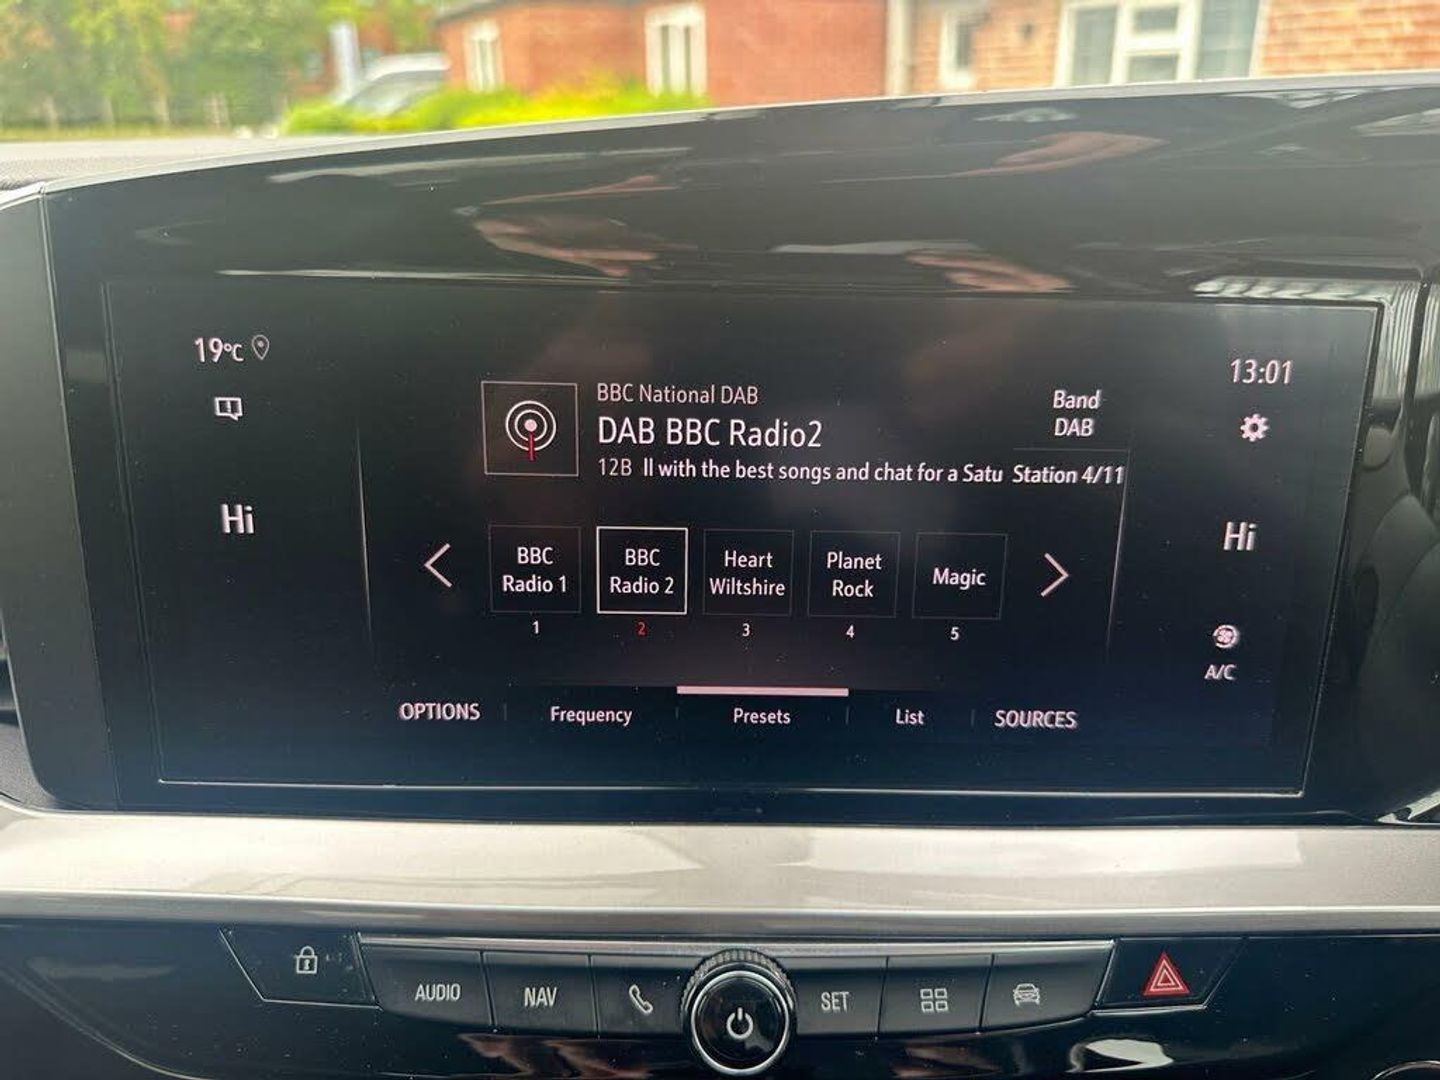 19°C
13:01
BBC National DAB
DAB BBC Radio2
12B ll with the best songs and chat for a Satu Station 4/11
Band
DAB
Hi
Hi
BBC
Radio 1
BBC
Radio 2
Heart
Wiltshire
Planet
Rock
Magic
1
2
3
4
5
A/C
OPTIONS
Frequency
Presets
List
SOURCES
AUDIO
NAV
SET